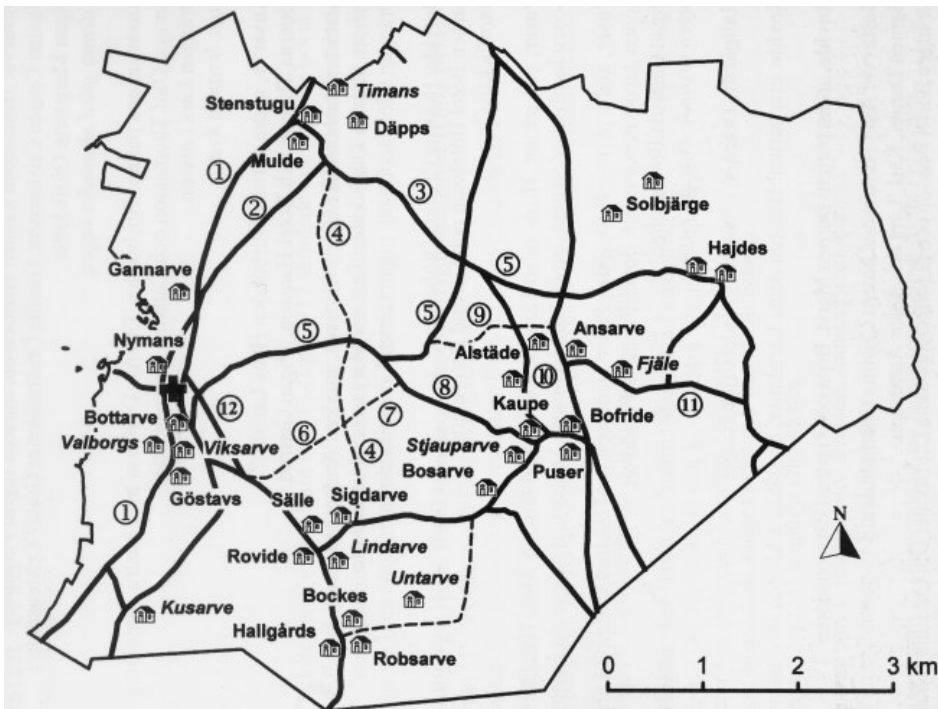 Timans
Stenstugu
Däpps
Mulde
①
②
③
④
Solbjärge
Hajdes
Gannarve
⑤
⑤
⑤
⑨
Ansarve
Nymans
Alstäde
Fjäle
⑩
⑧
⑦
Kaupe
⑪
⑫
Bottarve
Bofride
Valborgs
Viksarve
⑥
④
Stjauparve
Puser
Bosarve
Göstavs
①
Sälle
Sigdarve
N
Rovide
Lindarve
Untarve
Kusarve
Bockes
Hallgårds
Robsarve
0 1 2 3 km